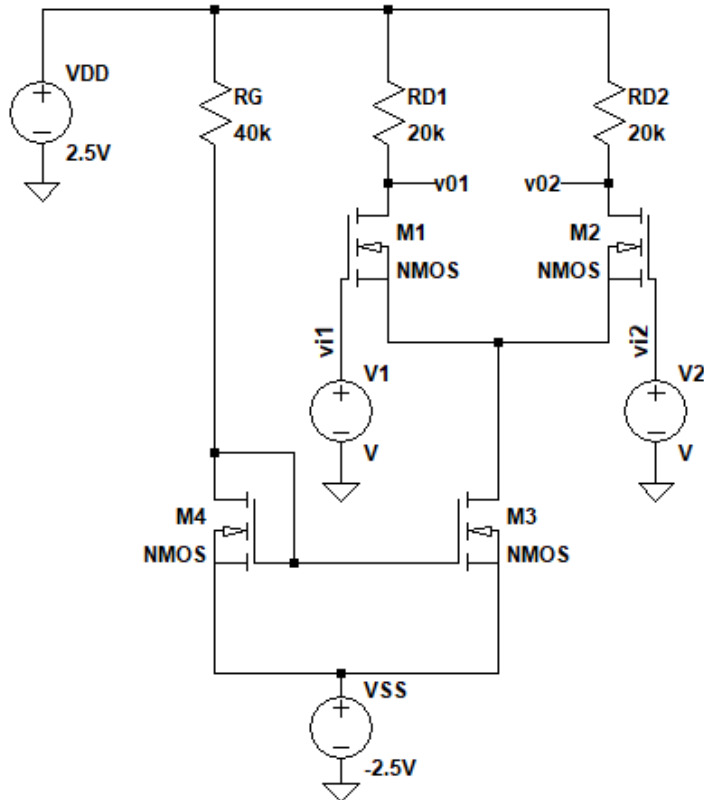 VDD
2.5V
RG
40k
RD1
20k
RD2
20k
v01
v02
M1
NMOS
M2
NMOS
vi1
vi2
V1
V
V2
V
M4
NMOS
M3
NMOS
VSS
-2.5V